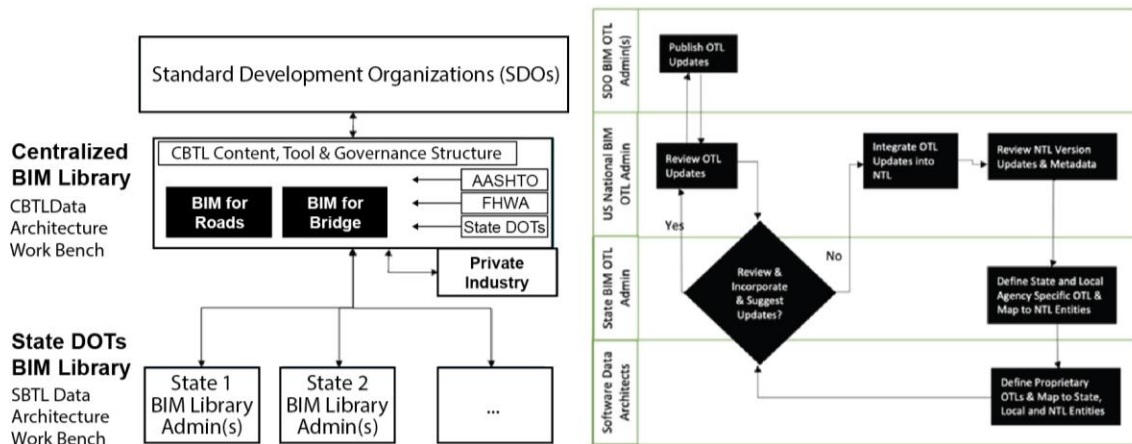 Standard Development Organizations (SDOs)
Centralized
BIM Library
CBTLData
Architecture
Work Bench
CBTL Content, Tool & Governance Structure
BIM for
Roads
BIM for
Bridge
AASHTO
FHWA
State DOTs
Private
Industry
State DOTs
BIM Library
SBTL Data
Architecture
Work Bench
State 1
BIM Library
Admin(s)
State 2
BIM Library
Admin(s)
...
SDO BIM OTL
Admin(s)
Publish OTL
Updates
US National BIM
OTL Admin
Review OTL
Updates
Integrate OTL
Updates into
NTL
Review NTL Version
Updates & Metadata
Yes
No
State BIM OTL
Admin
Review &
Incorporate
& Suggest
Updates?
Define State and Local
Agency Specific OTL &
Map to NTL Entities
Software Data
Architects
Define Proprietary
OTLs & Map to State,
Local and NTL Entities